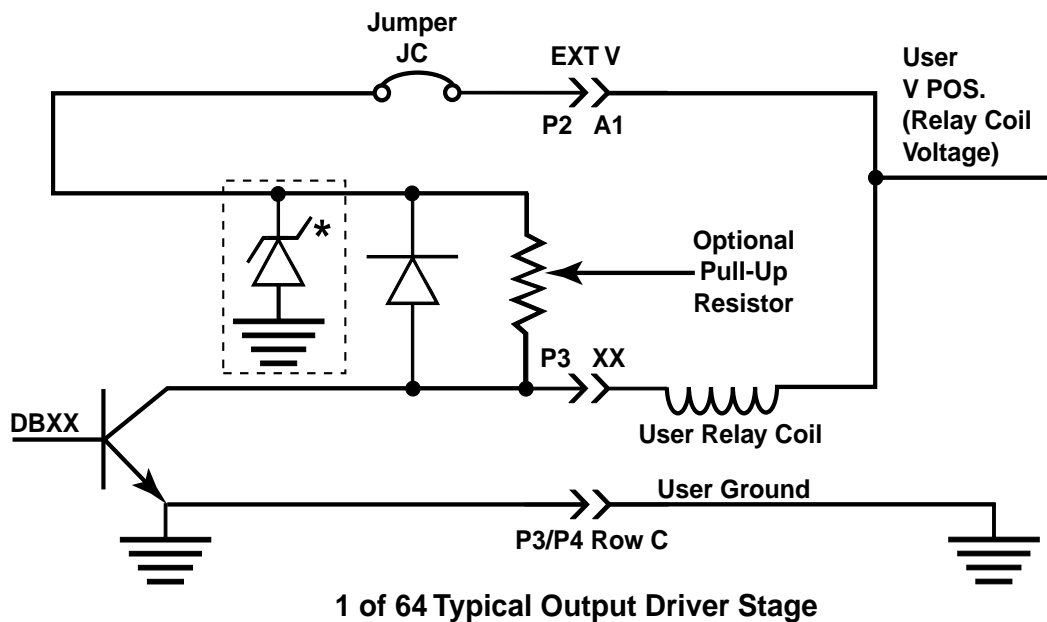 Jumper
JC
EXT V
P2 A1
User
V POS.
(Relay Coil
Voltage)
*
Optional
Pull-Up
Resistor
P3 XX
DBXX
User Relay Coil
User Ground
P3/P4 Row C
1 of 64 Typical Output Driver Stage